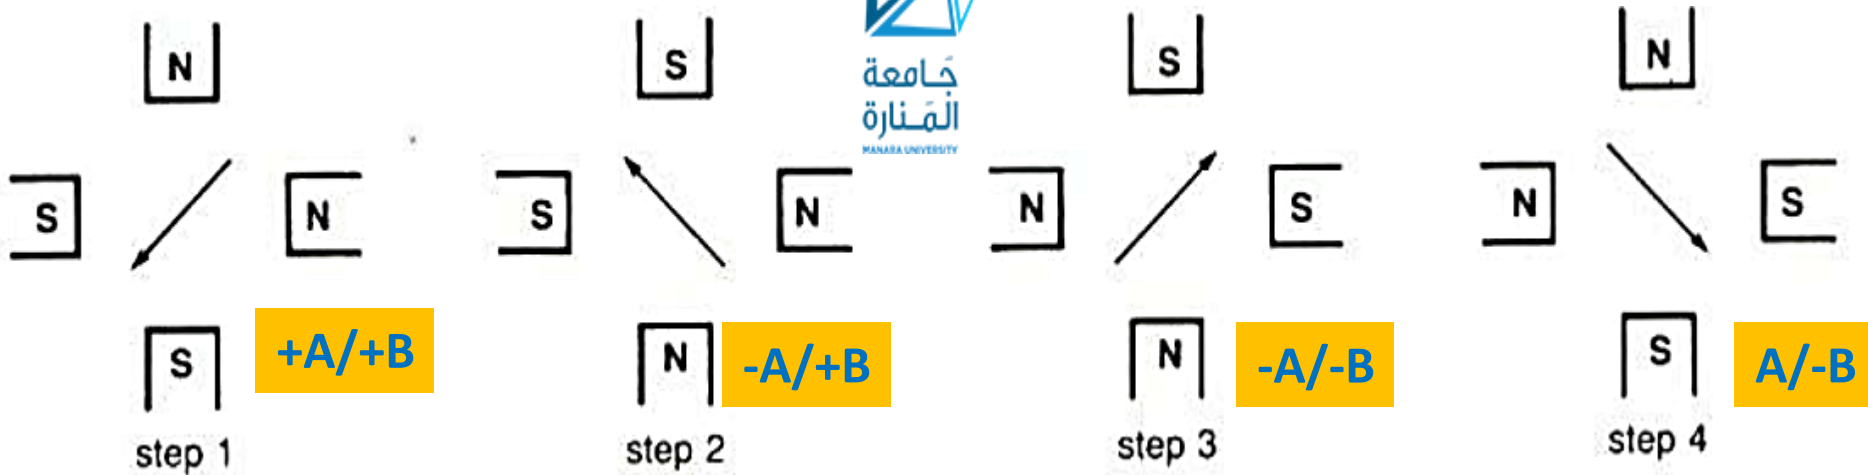 N
S
N
S
+A/+B
step 1
S
S
N
N
-A/+B
step 2
جَامعة
المَنارة
MANARA UNIVERSITY
S
N
S
N
-A/-B
step 3
N
N
S
S
A/-B
step 4